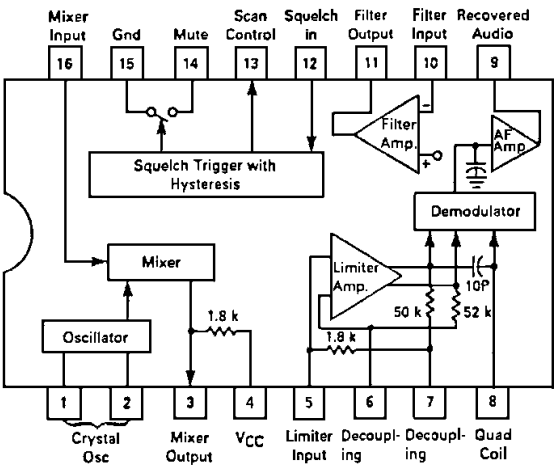 Mixer Input
Gnd
Mute
Scan Control
Squelch in
Filter Output
Filter Input
Recovered Audio
16
15
14
13
12
11
10
9
Squelch Trigger with
Hysteresis
Filter
Amp.
−
+
AF
Amp
Demodulator
Mixer
Limiter
Amp.
10P
1.8 k
50 k
52 k
Oscillator
1.8 k
1
2
3
4
5
6
7
8
Crystal
Osc
Mixer
Output
VCC
Limiter
Input
Decoupl-
ing
Decoupl-
ing
Quad
Coil